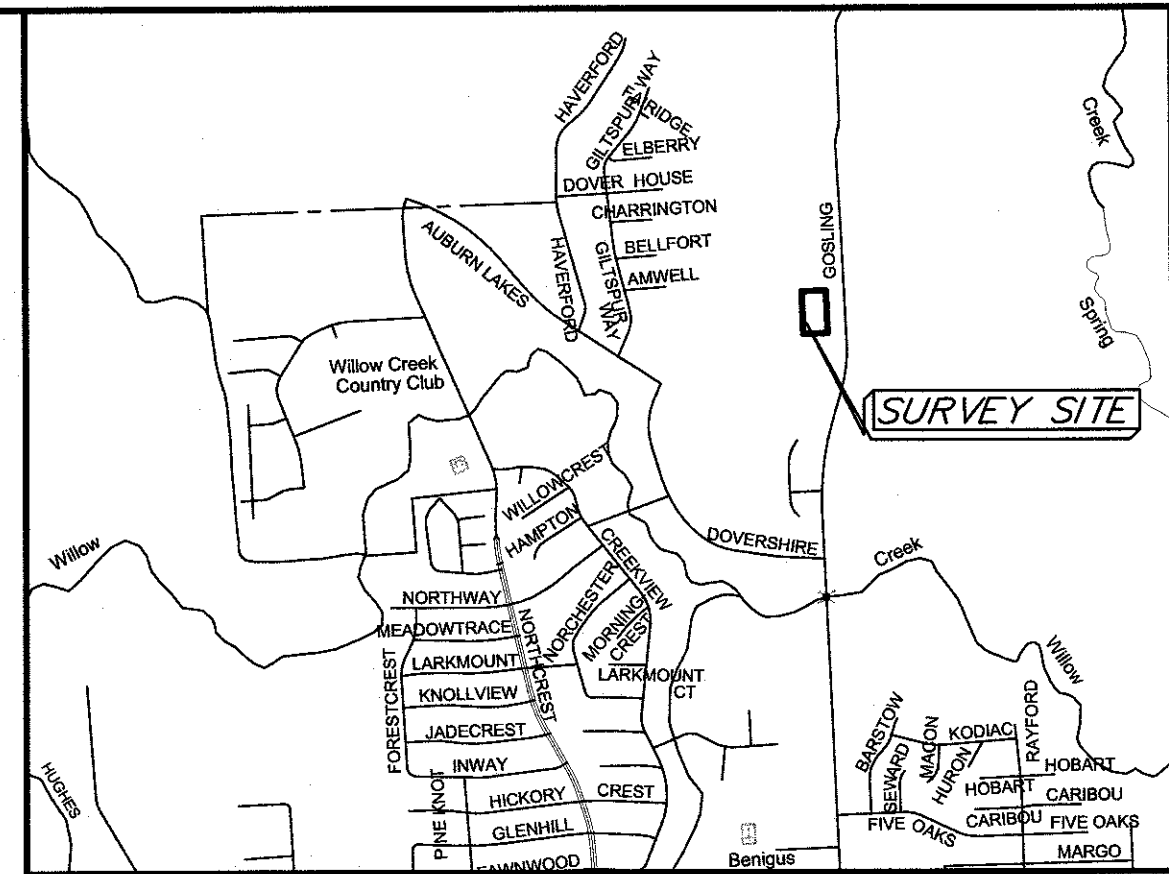 HAVERFORD
GILTSPUR WAY
RIDGE
ELBERRY
DOVER HOUSE
CHARRINGTON
BELLFORT
AMWELL
HAVERFORD
GILTSPUR
WAY
AUBURN LAKES
GOSLING
Creek
Spring
Willow Creek
Country Club
SURVEY SITE
WILLOWCREST
HAMPTON
CREEKVIEW
DOVERSHIRE
Creek
Willow
Willow
NORTHWAY
MEADOWTRACE
LARKMOUNT
KNOLLVIEW
JADECREST
INWAY
HICKORY CREST
GLENHILL
FAWNWOOD
FORESTCREST
NORTHCREST
NORCHESTER
MORNING
CREST
LARKMOUNT
CT
PINE KNOT
HUGHES
Benigus
BARSTOW
SEWARD
MACON
HURON
KODIAC
RAYFORD
HOBART
HOBART
CARIBOU
CARIBOU
FIVE OAKS
FIVE OAKS
MARGO